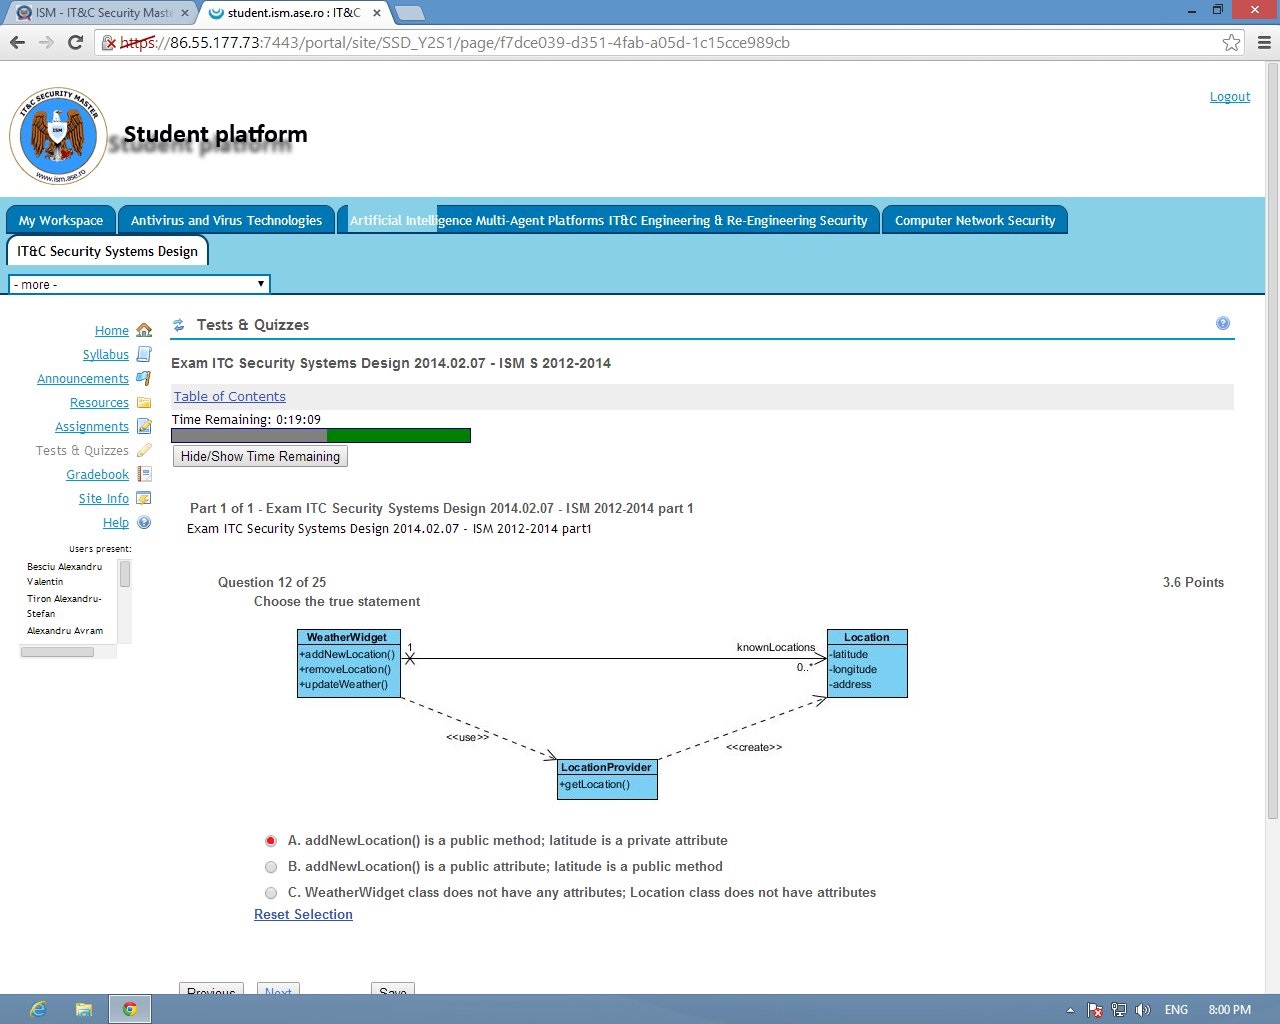 ISM - IT&C Security Maste
student.ism.ase.ro : IT&C
https://86.55.177.73:7443/portal/site/SSD_Y2S1/page/f7dce039-d351-4fab-a05d-1c15cce989cb
Logout
IT&C SECURITY MASTER
ISM
www.ism.ase.ro
Student platform
My Workspace
Antivirus and Virus Technologies
Artificial Intelligence Multi-Agent Platforms IT&C Engineering & Re-Engineering Security
Computer Network Security
IT&C Security Systems Design
- more -
Home
Syllabus
Announcements
Resources
Assignments
Tests & Quizzes
Gradebook
Site Info
Help
Users present:
Besciu Alexandru
Valentin
Tiron Alexandru-
Stefan
Alexandru Avram
Tests & Quizzes
Exam ITC Security Systems Design 2014.02.07 - ISM S 2012-2014
Table of Contents
Time Remaining: 0:19:09
Hide/Show Time Remaining
Part 1 of 1 - Exam ITC Security Systems Design 2014.02.07 - ISM 2012-2014 part 1
Exam ITC Security Systems Design 2014.02.07 - ISM 2012-2014 part1
Question 12 of 25
3.6 Points
Choose the true statement
WeatherWidget
+addNewLocation()
+removeLocation()
+updateWeather()
1
knownLocations
0..*
Location
-latitude
-longitude
-address
<<use>>
<<create>>
LocationProvider
+getLocation()
A. addNewLocation() is a public method; latitude is a private attribute
B. addNewLocation() is a public attribute; latitude is a public method
C. WeatherWidget class does not have any attributes; Location class does not have attributes
Reset Selection
Previous
Next
Save
ENG
8:00 PM